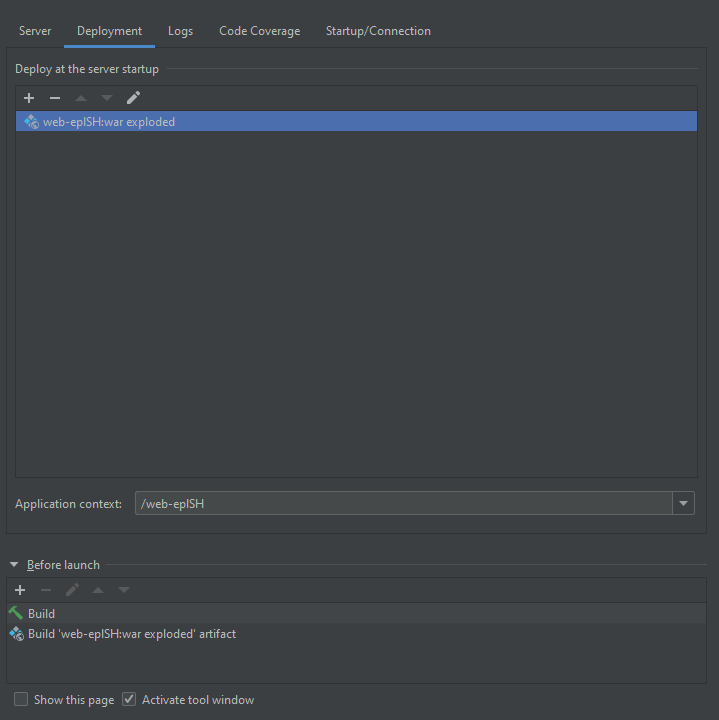 Server Deployment Logs Code Coverage Startup/Connection
Deploy at the server startup
web-epISH:war exploded
Application context: /web-epISH
Before launch
Build
Build 'web-epISH:war exploded' artifact
Show this page Activate tool window